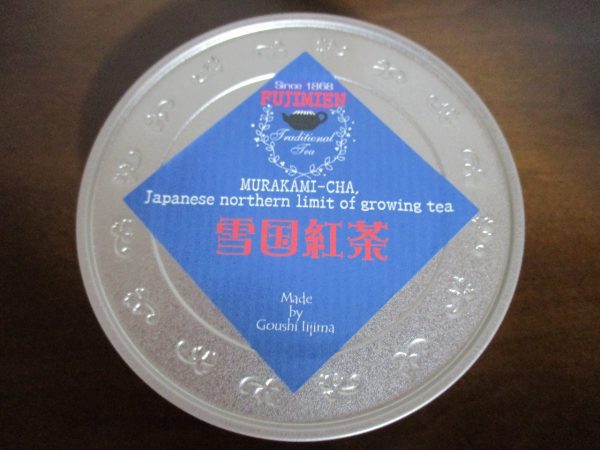 Since 1868
FUJIMIEN
Traditional
Tea
MURAKAMI-CHA,
Japanese northern limit of growing tea
雪国紅茶
Made
by
Goushi Iijima